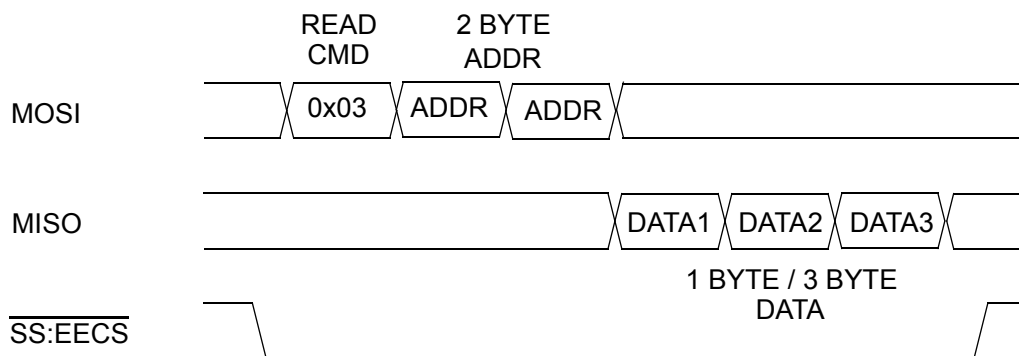 READ
CMD
2 BYTE
ADDR
MOSI
0x03
ADDR
ADDR
MISO
DATA1
DATA2
DATA3
1 BYTE / 3 BYTE
DATA
SS:EECS